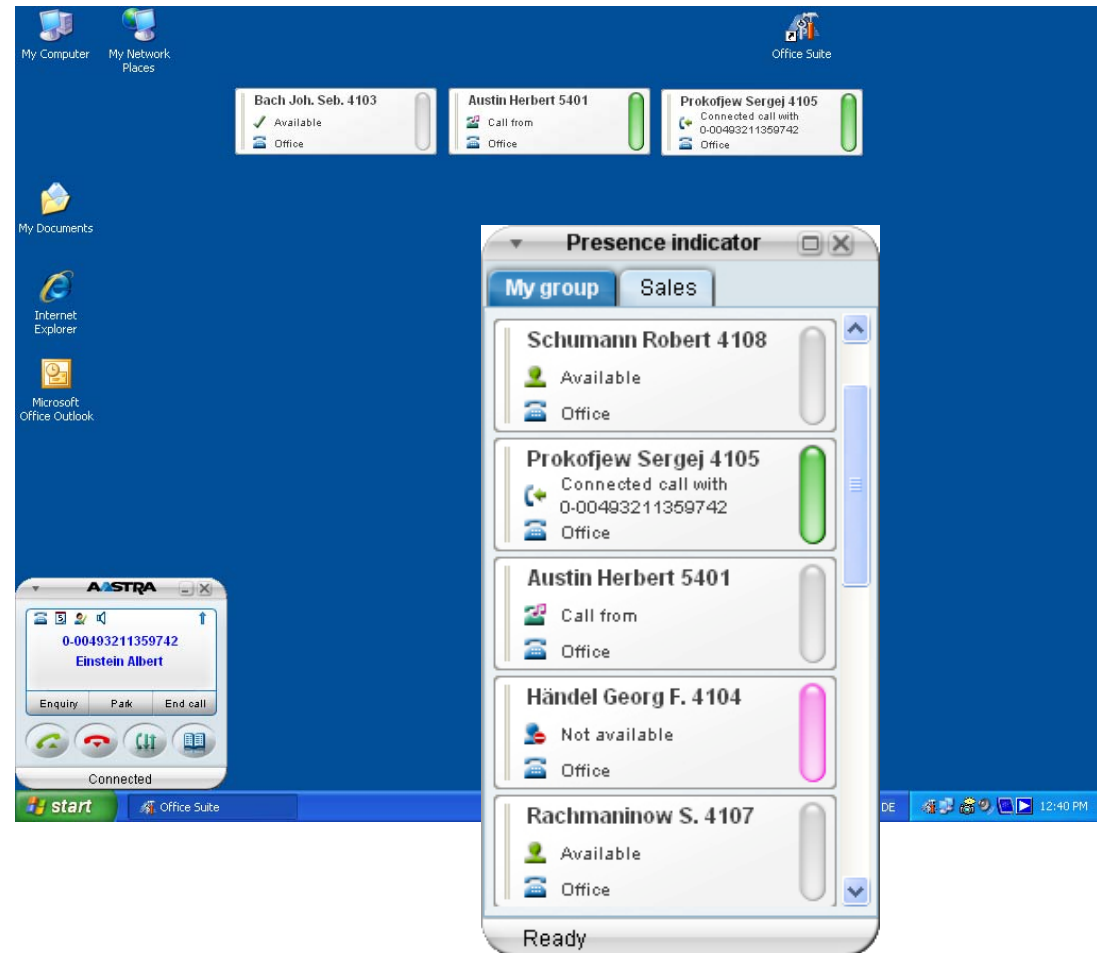 My Computer
My Network
Places
Office Suite
Bach Joh. Seb. 4103
Available
Office
Austin Herbert 5401
Call from
Office
Prokofjew Sergej 4105
Connected call with
0-00493211359742
Office
My Documents
Internet
Explorer
Microsoft
Office Outlook
Presence indicator
My group
Sales
Schumann Robert 4108
Available
Office
Prokofjew Sergej 4105
Connected call with
0-00493211359742
Office
Austin Herbert 5401
Call from
Office
Händel Georg F. 4104
Not available
Office
Rachmaninow S. 4107
Available
Office
Ready
AASTRA
5
0-00493211359742
Einstein Albert
Enquiry Park End call
Connected
start
Office Suite
DE
12:40 PM